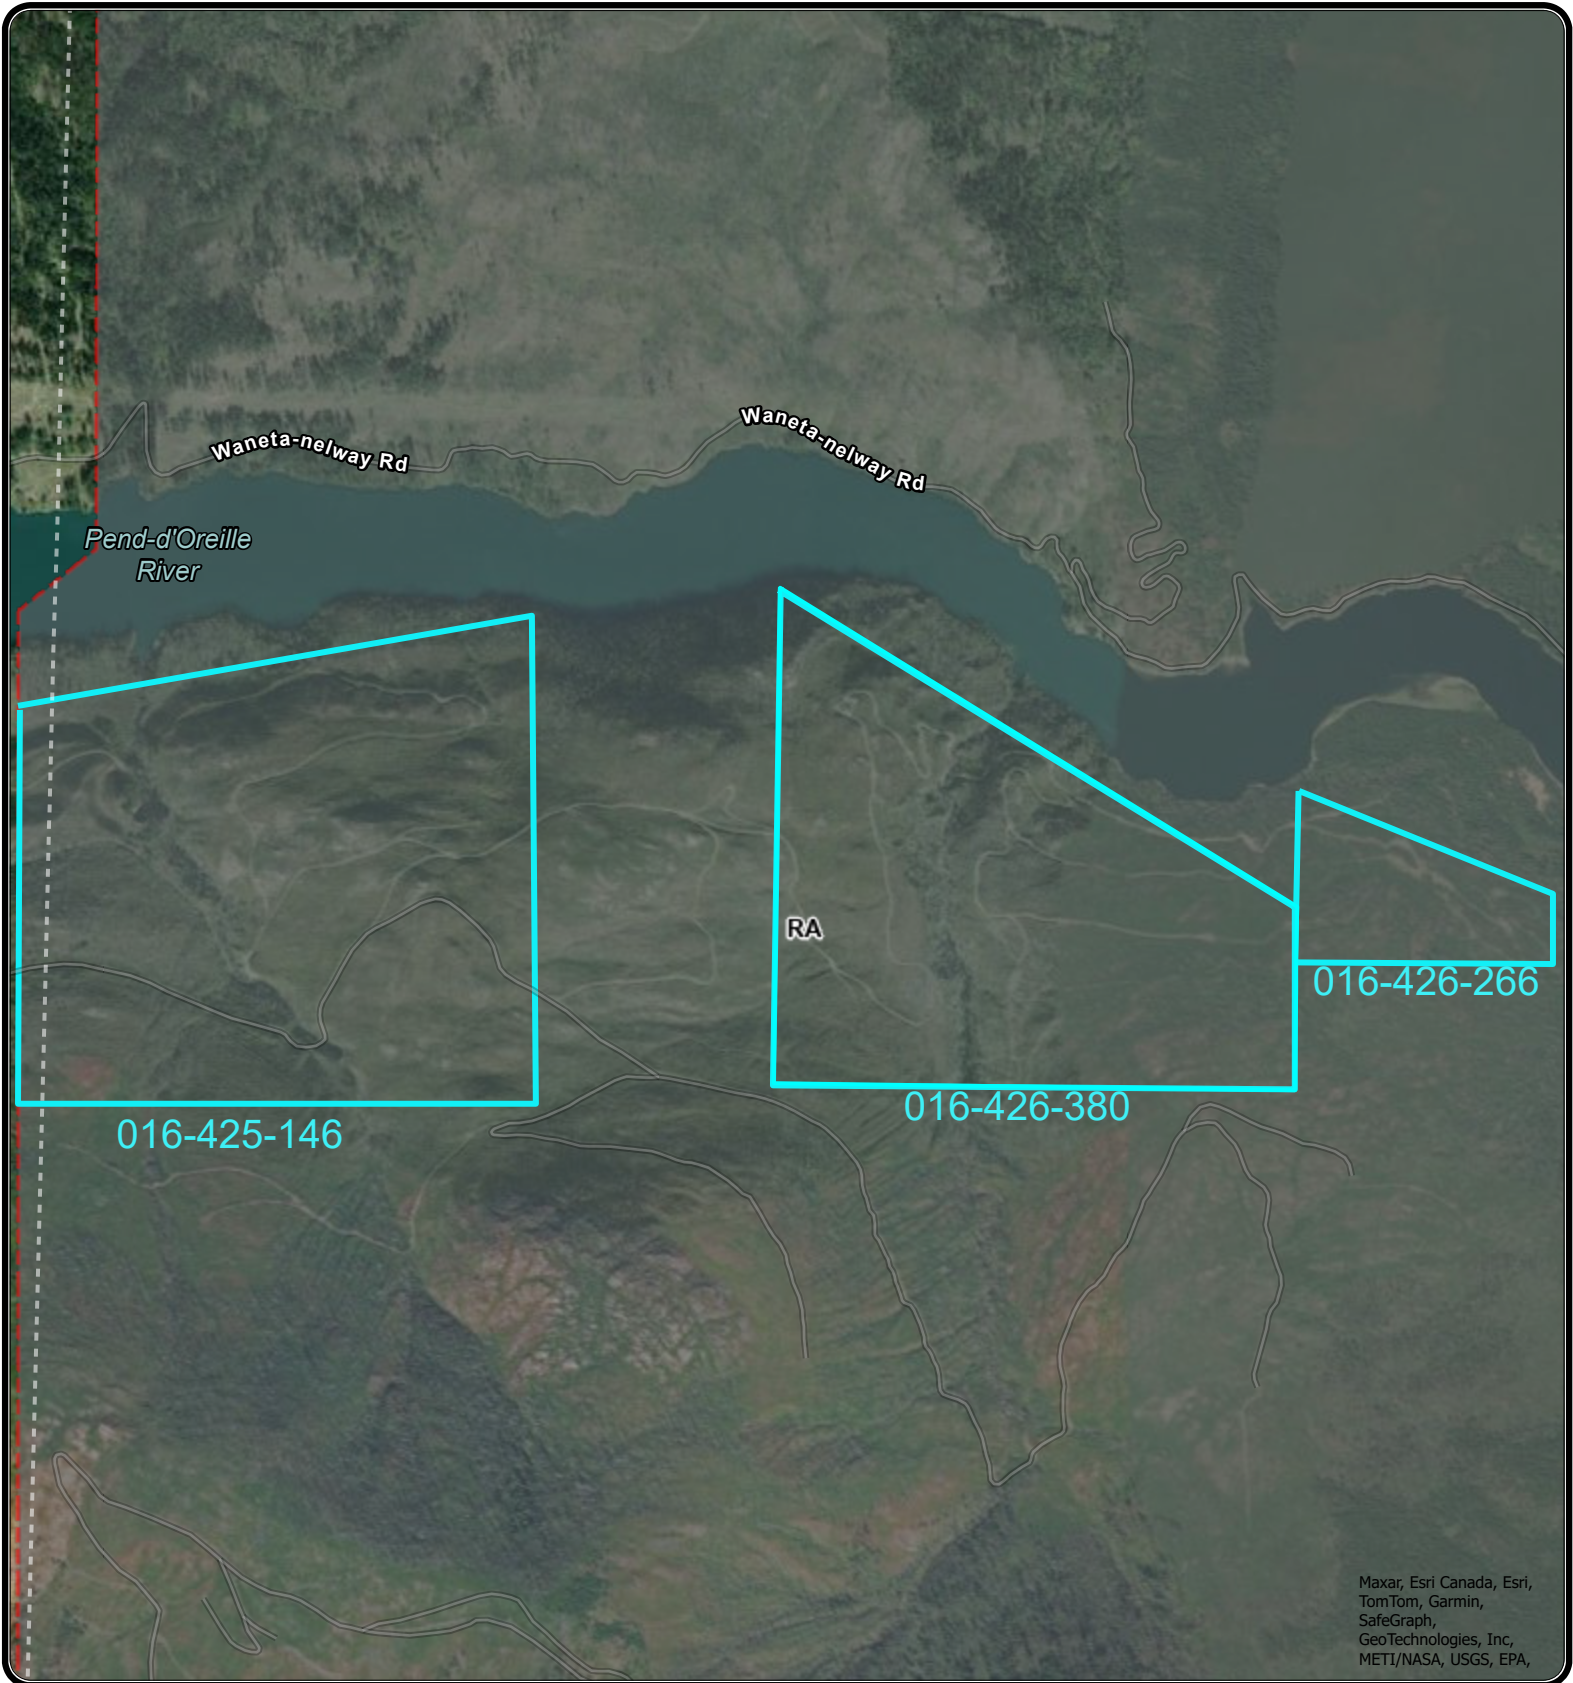 Waneta-nelway Rd
Waneta-nelway Rd
Pend-d'Oreille
River
RA
016-426-266
016-426-380
016-425-146
Maxar, Esri Canada, Esri,
TomTom, Garmin,
SafeGraph,
GeoTechnologies, Inc,
METI/NASA, USGS, EPA,